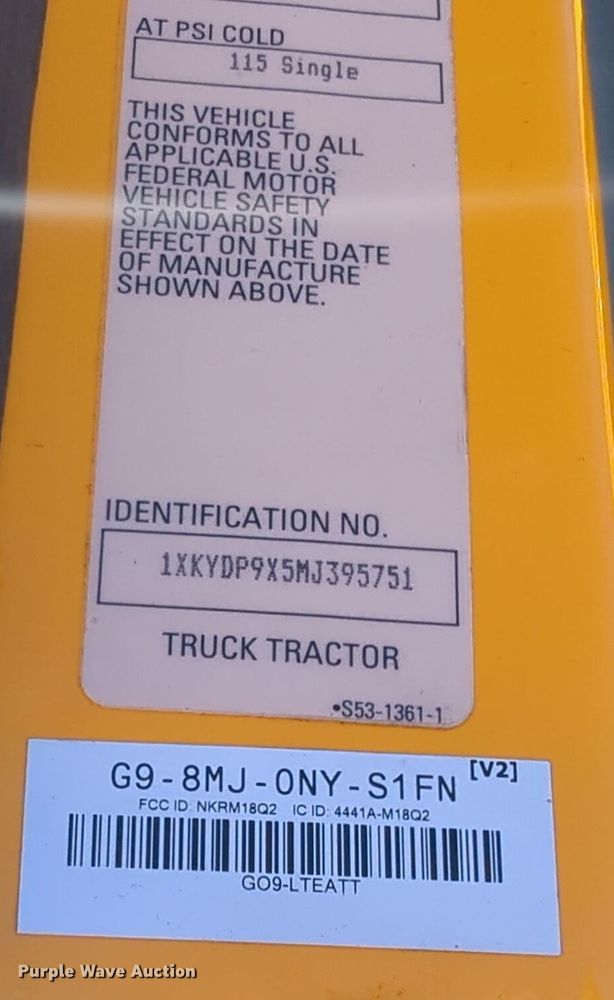 AT PSI COLD
115 Single
THIS VEHICLE
CONFORMS TO ALL
APPLICABLE U.S.
FEDERAL MOTOR
VEHICLE SAFETY
STANDARDS IN
EFFECT ON THE DATE
OF MANUFACTURE
SHOWN ABOVE.
IDENTIFICATION NO.
1XKYDP9X5MJ395751
TRUCK TRACTOR
•S53-1361-1
G9-8MJ-0NY-S1FN [V2]
FCC ID: NKRM18Q2 IC ID: 4441A-M18Q2
GO9-LTEATT
Purple Wave Auction